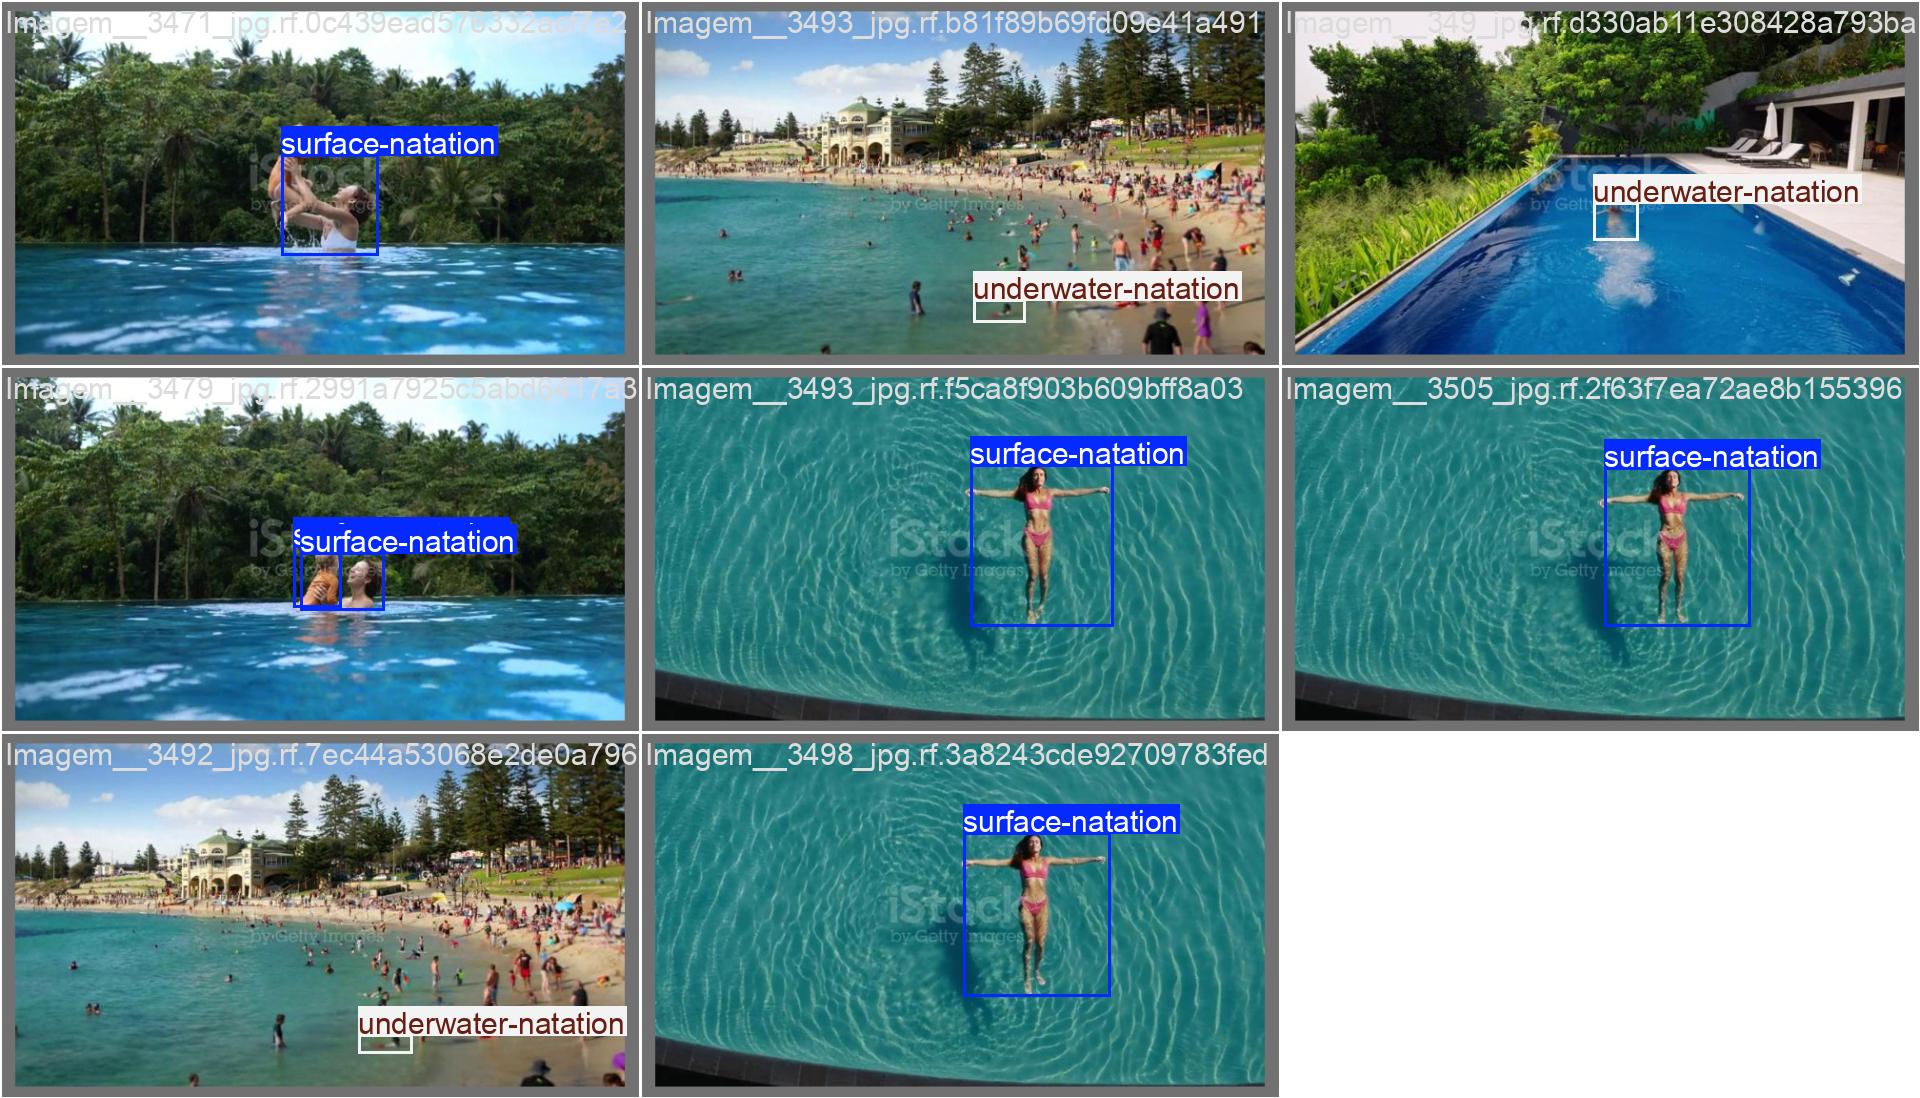 Imagem__3471_jpg.rf.0c439ead576332acf7e2
Imagem__3493_jpg.rf.b81f89b69fd09e41a491
Imagem__349_jpg.rf.d330ab11e308428a793ba
surface-natation
iStock
by Getty Images
underwater-natation
iStock
by Getty Images
underwater-natation
iStock
by Getty Images
Imagem__3479_jpg.rf.2991a7925c5abd6417a3
Imagem__3493_jpg.rf.f5ca8f903b609bff8a03
Imagem__3505_jpg.rf.2f63f7ea72ae8b155396
surface-natation
iStock
by Getty Images
surface-natation
iStock
by Getty Images
surface-natation
iStock
by Getty Images
Imagem__3492_jpg.rf.7ec44a53068e2de0a796
Imagem__3498_jpg.rf.3a8243cde92709783fed
by Getty Images
underwater-natation
surface-natation
iStock
by Getty Images